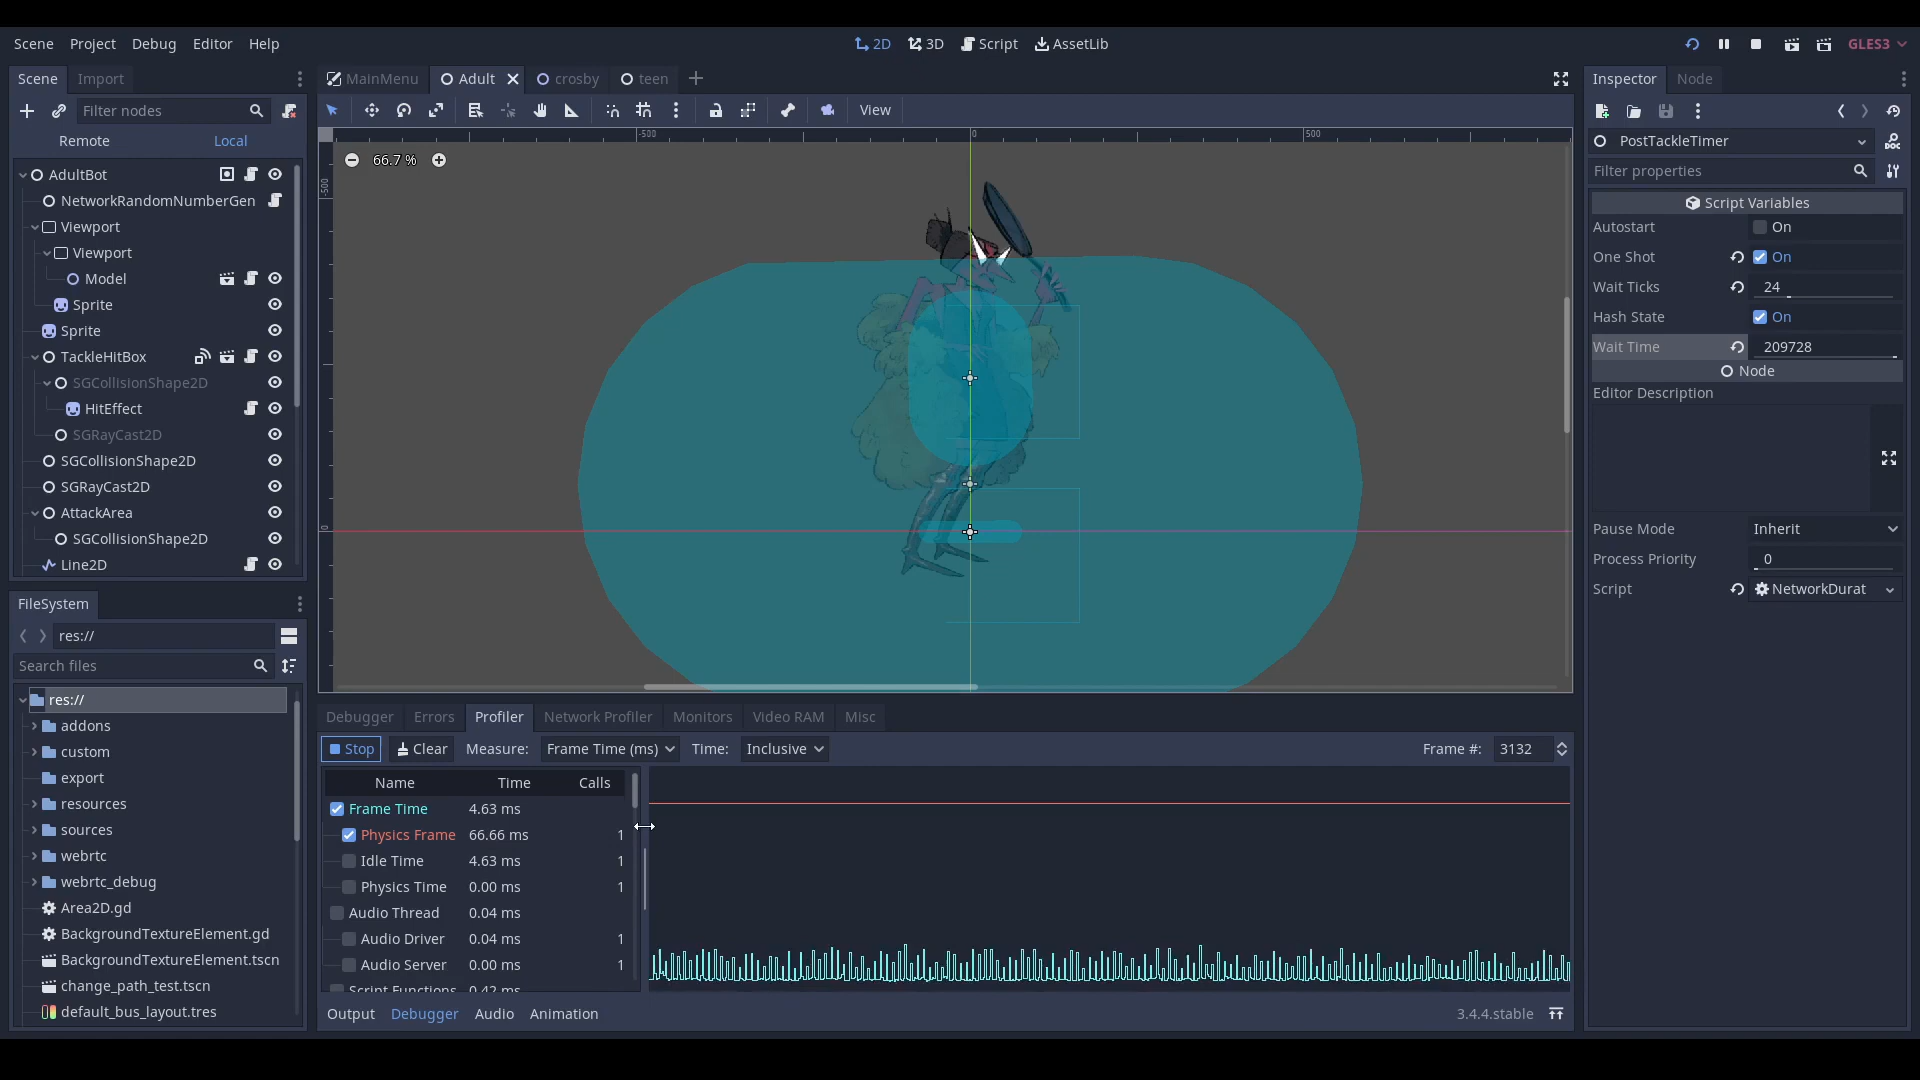 Scene Project Debug Editor Help
2D 3D Script AssetLib
GLES3
Scene Import
Filter nodes
Remote Local
AdultBot
NetworkRandomNumberGen
Viewport
Viewport
Model
Sprite
Sprite
TackleHitBox
SGCollisionShape2D
HitEffect
SGRayCast2D
SGCollisionShape2D
SGRayCast2D
AttackArea
SGCollisionShape2D
Line2D
FileSystem
res://
Search files
res://
addons
custom
export
resources
sources
webrtc
webrtc_debug
Area2D.gd
BackgroundTextureElement.gd
BackgroundTextureElement.tscn
change_path_test.tscn
default_bus_layout.tres
MainMenu Adult crosby teen
View
-500 0 500
66.7 %
-500
0
Debugger Errors Profiler Network Profiler Monitors Video RAM Misc
Stop Clear Measure: Frame Time (ms) Time: Inclusive Frame #: 3132
Name Time Calls
Frame Time 4.63 ms
Physics Frame 66.66 ms 1
Idle Time 4.63 ms 1
Physics Time 0.00 ms 1
Audio Thread 0.04 ms
Audio Driver 0.04 ms 1
Audio Server 0.00 ms 1
Script Functions 0.42 ms
Output Debugger Audio Animation 3.4.4.stable
Inspector Node
PostTackleTimer
Filter properties
Script Variables
Autostart On
One Shot On
Wait Ticks 24
Hash State On
Wait Time 209728
Node
Editor Description
Pause Mode Inherit
Process Priority 0
Script NetworkDurat